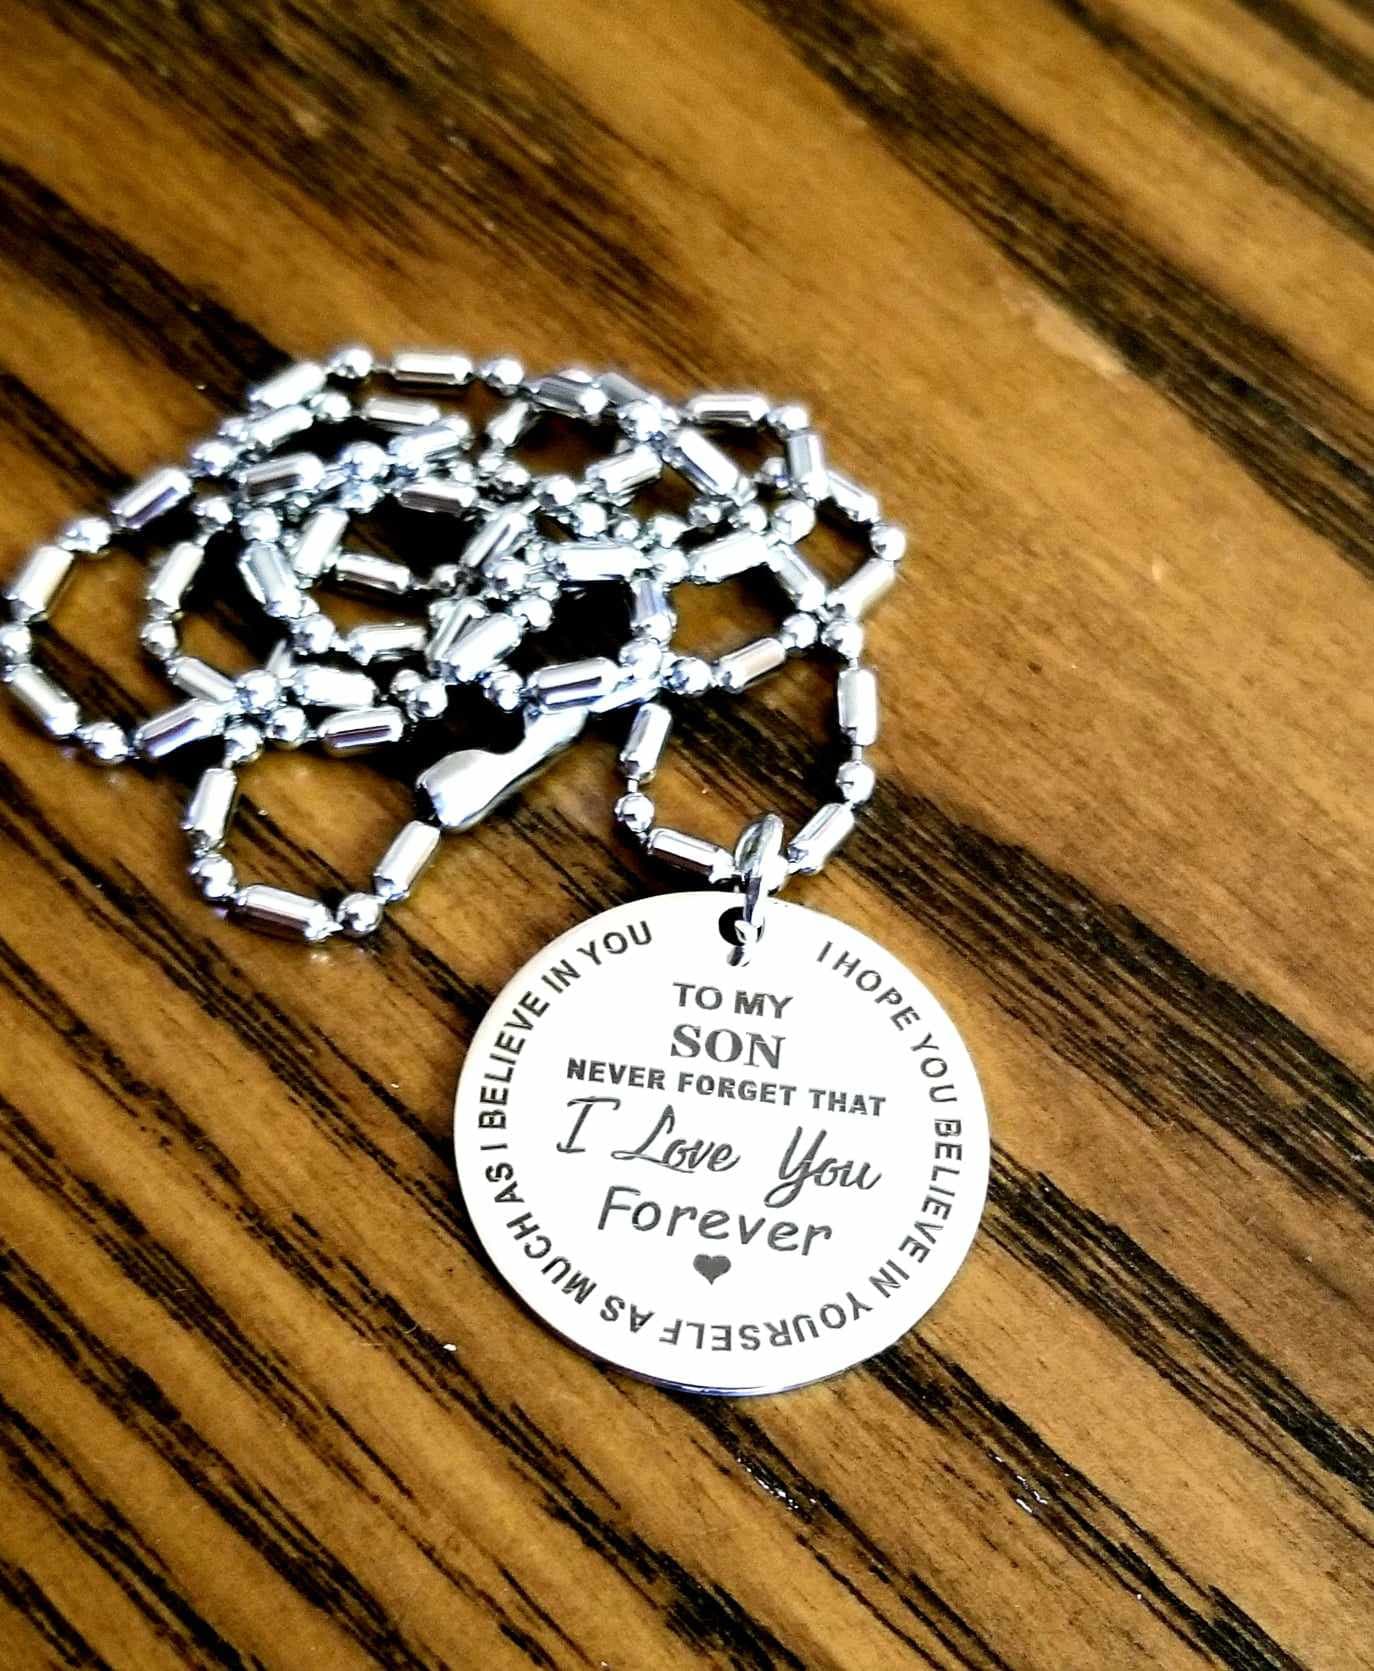 TO MY
SON
NEVER FORGET THAT
I Love You
Forever
I HOPE YOU BELIEVE IN YOURSELF AS MUCH AS I BELIEVE IN YOU